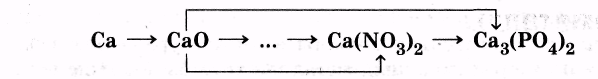 Ca → CaO → ... → Ca(NO₃)₂ → Ca₃(PO₄)₂